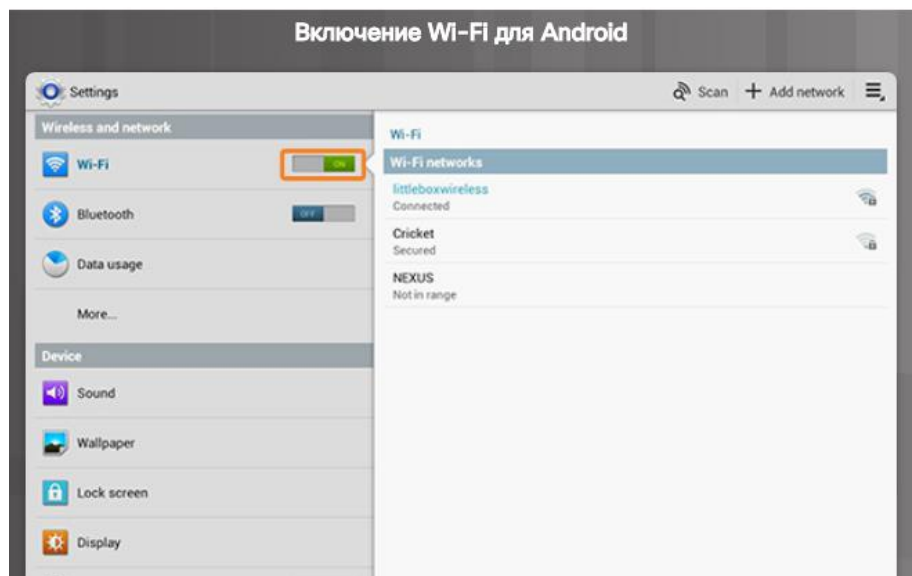 Включение Wi-Fi для Android
Settings
Scan
Add network
Wireless and network
Wi-Fi
ON
Bluetooth
OFF
Data usage
More...
Device
Sound
Wallpaper
Lock screen
Display
Wi-Fi
Wi-Fi networks
littleboxwireless
Connected
Cricket
Secured
NEXUS
Not in range